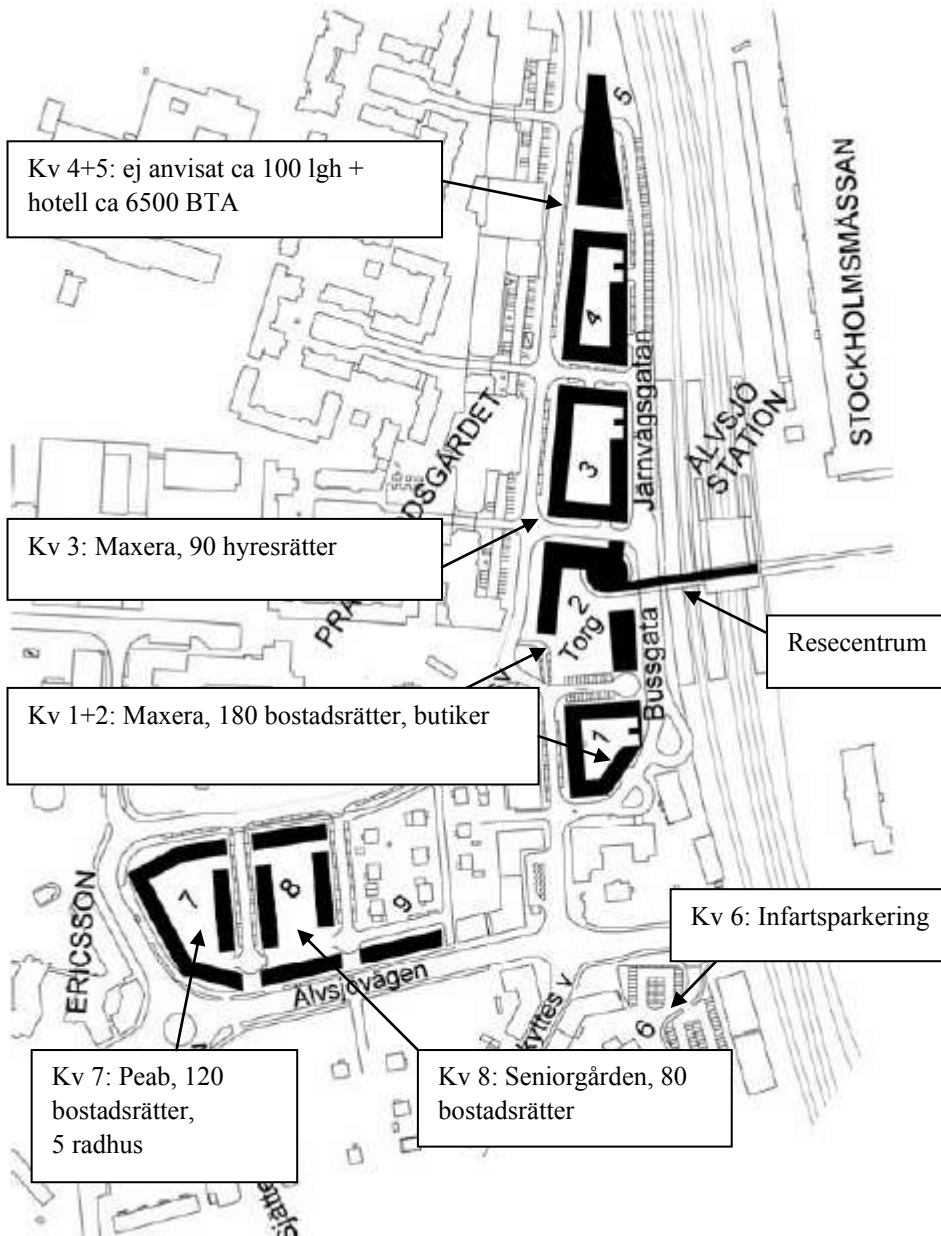 5
Kv 4+5: ej anvisat ca 100 lgh +
hotell ca 6500 BTA
STOCKHOLMSMÄSSAN
4
Järnvägsgatan
ÄLVSJÖ
STATION
3
Kv 3: Maxera, 90 hyresrätter
2
Torg
Resecentrum
Bussgata
Kv 1+2: Maxera, 180 bostadsrätter, butiker
1
7
8
9
ERICSSON
Kv 6: Infartsparkering
Älvsjövägen
6
Kv 7: Peab, 120
bostadsrätter,
5 radhus
Kv 8: Seniorgården, 80
bostadsrätter